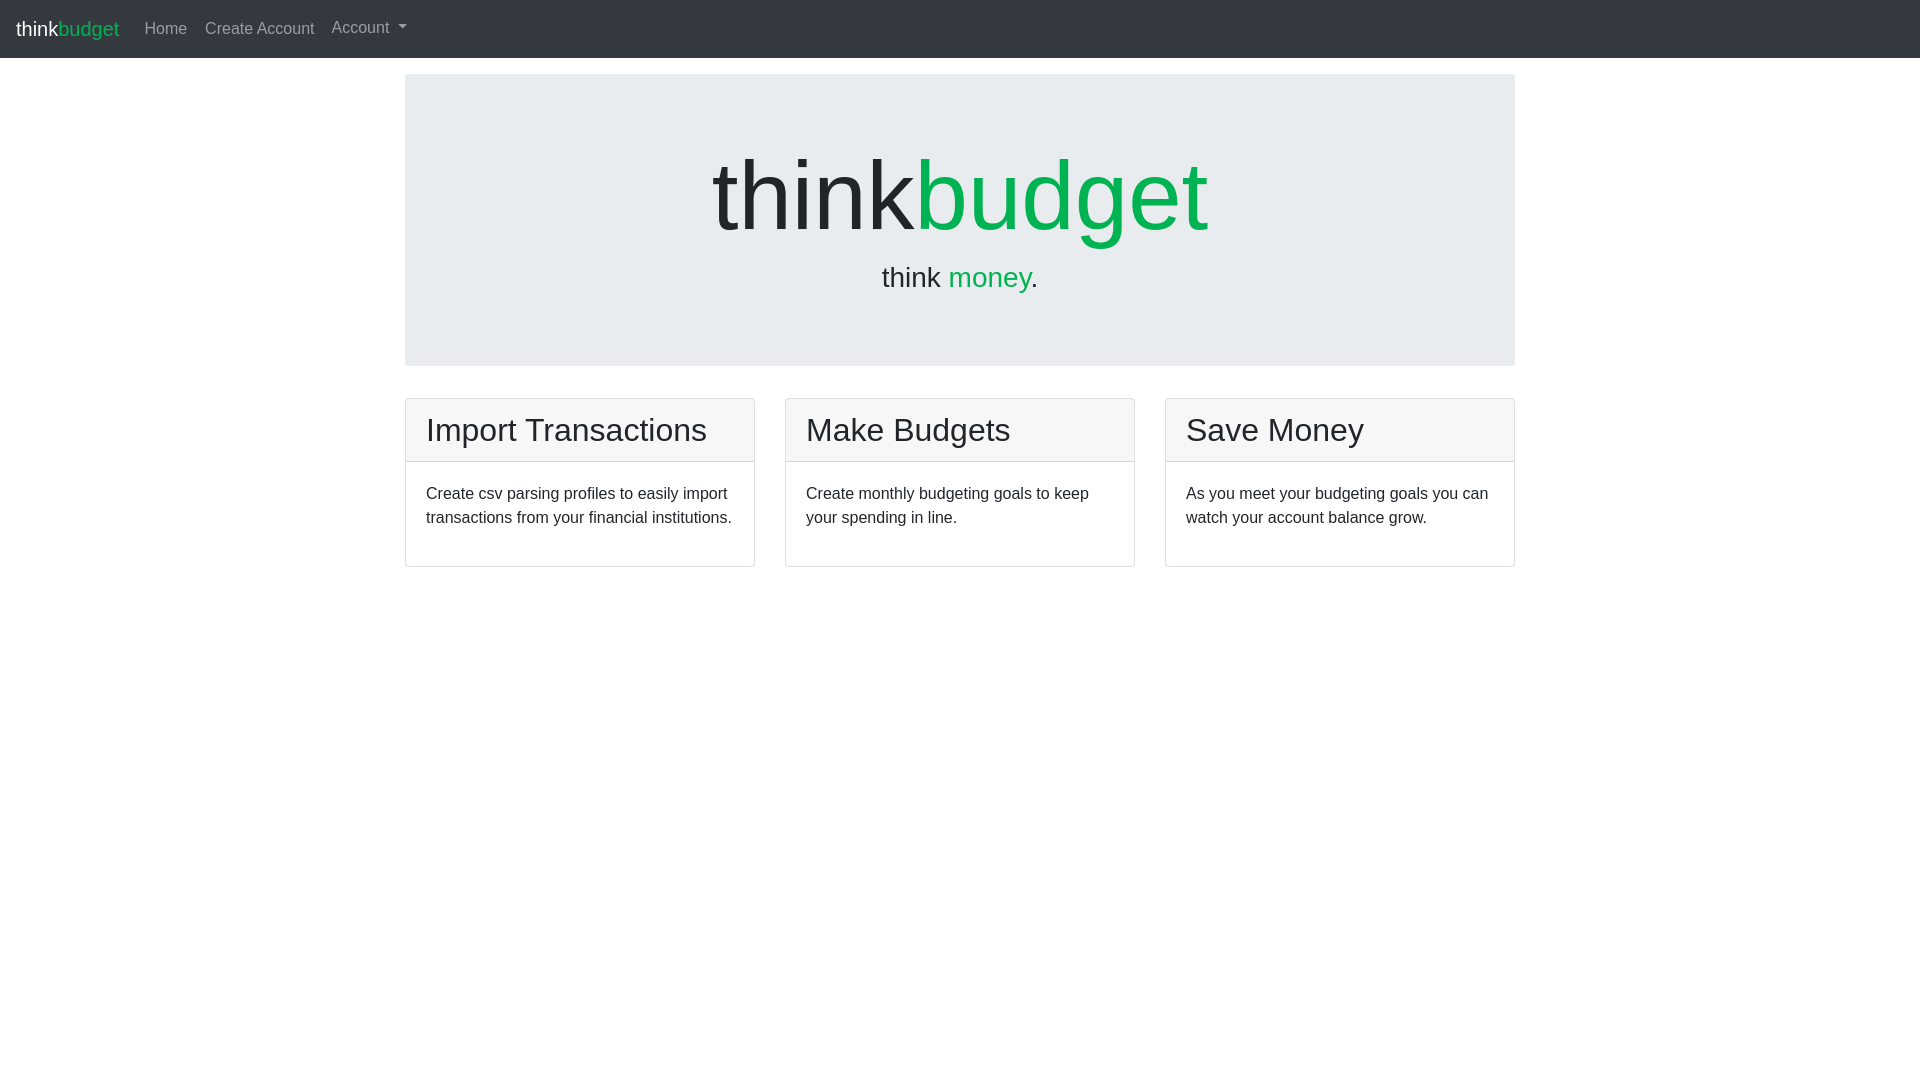 thinkbudget Home Create Account Account
thinkbudget
think money.
Import Transactions
Create csv parsing profiles to easily import
transactions from your financial institutions.
Make Budgets
Create monthly budgeting goals to keep
your spending in line.
Save Money
As you meet your budgeting goals you can
watch your account balance grow.